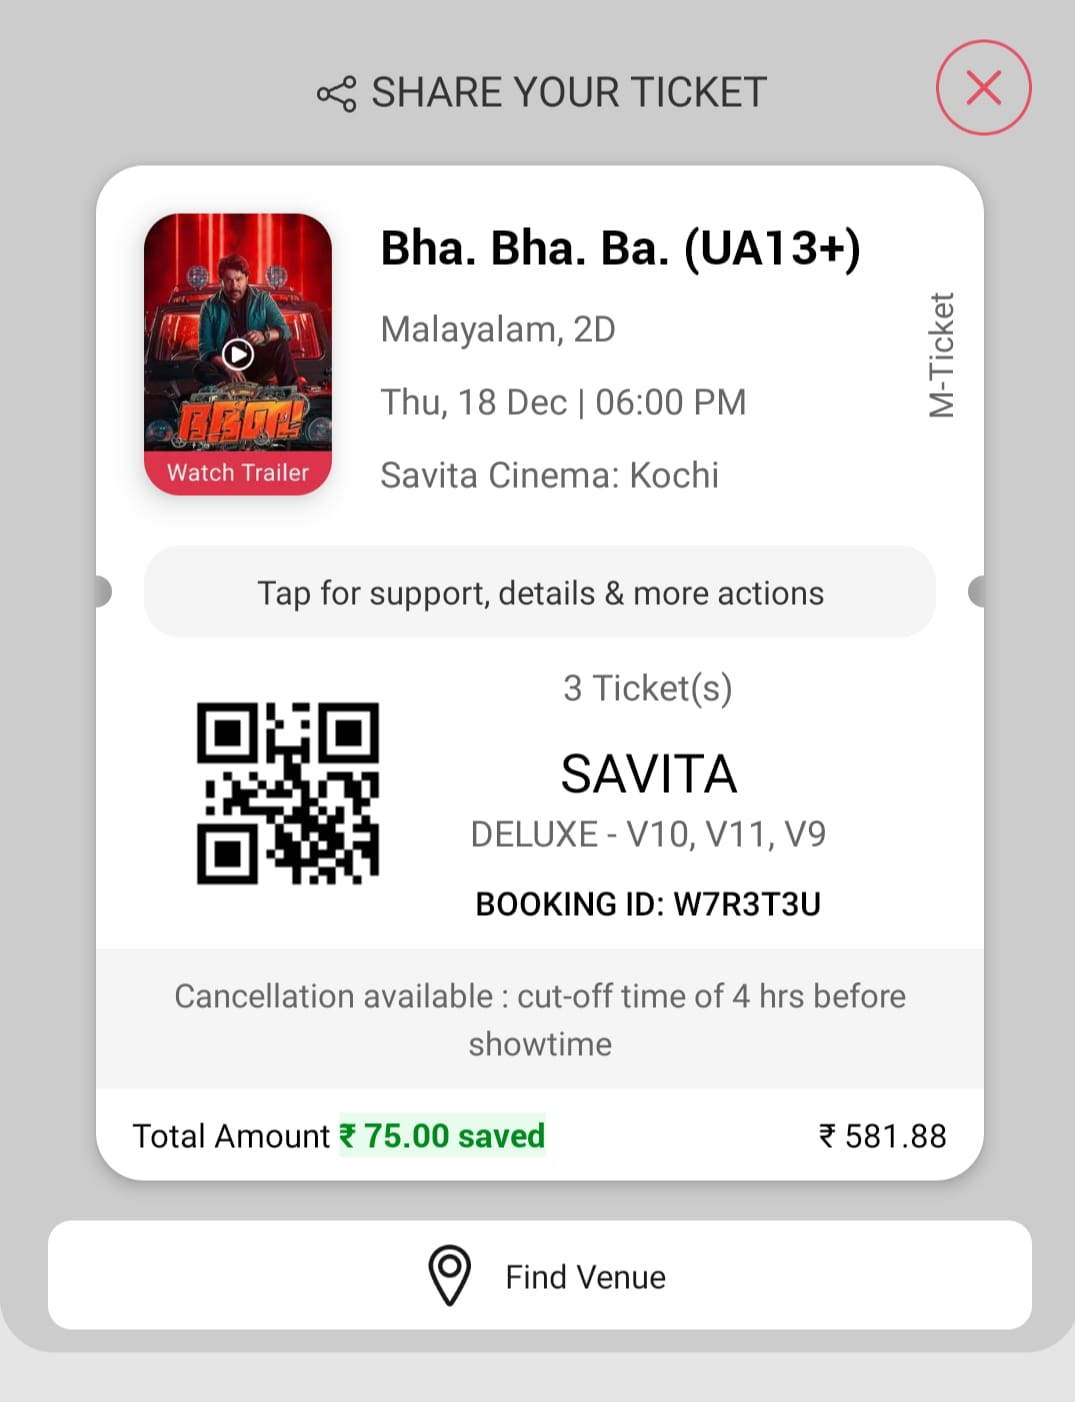 SHARE YOUR TICKET
Bha. Bha. Ba. (UA13+)
Malayalam, 2D
Thu, 18 Dec | 06:00 PM
Savita Cinema: Kochi
M-Ticket
ഭഭബ
Watch Trailer
Tap for support, details & more actions
3 Ticket(s)
SAVITA
DELUXE - V10, V11, V9
BOOKING ID: W7R3T3U
Cancellation available : cut-off time of 4 hrs before
showtime
Total Amount ₹ 75.00 saved ₹ 581.88
Find Venue